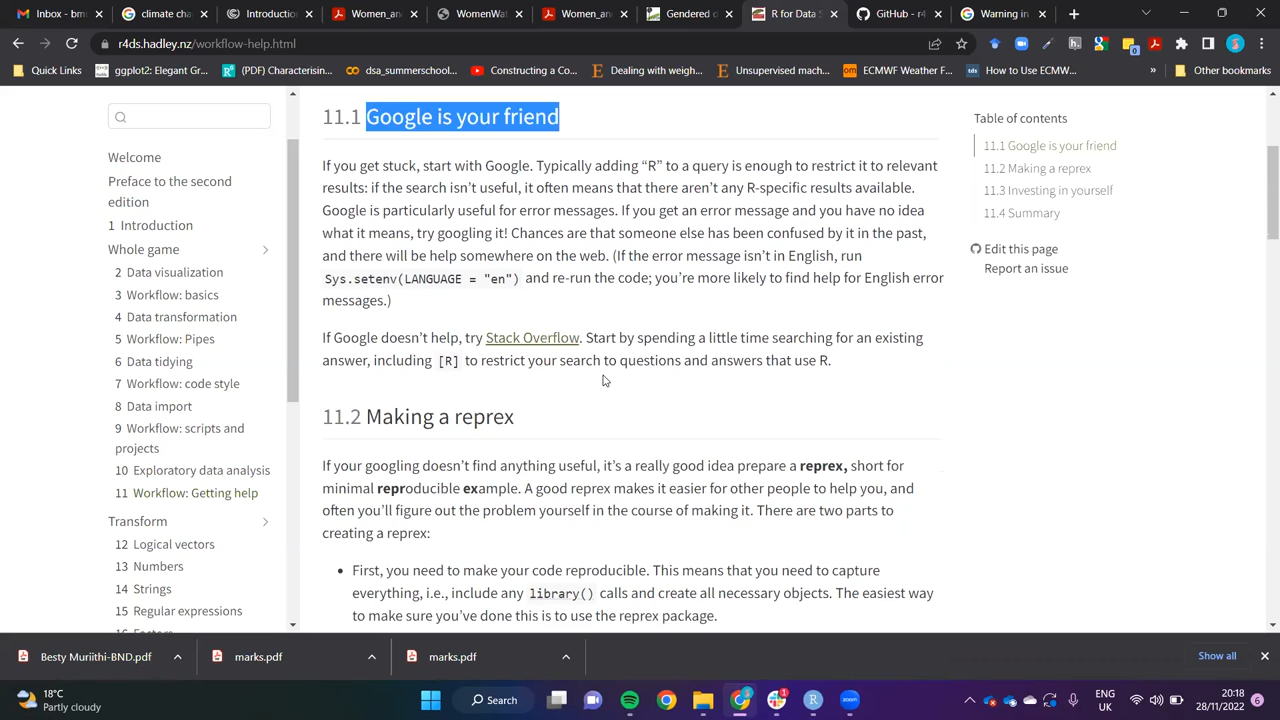 Inbox - bm
climate cha
Introduction
Women_an
WomenWat
Women_an
Gendered c
R for Data S
GitHub - r4
Warning in
r4ds.hadley.nz/workflow-help.html
Quick Links
ggplot2: Elegant Gr...
(PDF) Characterisin...
dsa_summerschool...
Constructing a Co...
Dealing with weigh...
Unsupervised mach...
ECMWF Weather F...
How to Use ECMW...
Other bookmarks
Welcome
Preface to the second
edition
1 Introduction
Whole game
2 Data visualization
3 Workflow: basics
4 Data transformation
5 Workflow: Pipes
6 Data tidying
7 Workflow: code style
8 Data import
9 Workflow: scripts and
projects
10 Exploratory data analysis
11 Workflow: Getting help
Transform
12 Logical vectors
13 Numbers
14 Strings
15 Regular expressions
16 Factors
11.1 Google is your friend
If you get stuck, start with Google. Typically adding “R” to a query is enough to restrict it to relevant
results: if the search isn’t useful, it often means that there aren’t any R-specific results available.
Google is particularly useful for error messages. If you get an error message and you have no idea
what it means, try googling it! Chances are that someone else has been confused by it in the past,
and there will be help somewhere on the web. (If the error message isn’t in English, run
Sys.setenv(LANGUAGE = "en") and re-run the code; you’re more likely to find help for English error
messages.)
If Google doesn’t help, try Stack Overflow. Start by spending a little time searching for an existing
answer, including [R] to restrict your search to questions and answers that use R.
11.2 Making a reprex
If your googling doesn’t find anything useful, it’s a really good idea prepare a reprex, short for
minimal reproducible example. A good reprex makes it easier for other people to help you, and
often you’ll figure out the problem yourself in the course of making it. There are two parts to
creating a reprex:
• First, you need to make your code reproducible. This means that you need to capture
everything, i.e., include any library() calls and create all necessary objects. The easiest way
to make sure you’ve done this is to use the reprex package.
Table of contents
11.1 Google is your friend
11.2 Making a reprex
11.3 Investing in yourself
11.4 Summary
Edit this page
Report an issue
Besty Muriithi-BND.pdf
marks.pdf
marks.pdf
Show all
18°C
Partly cloudy
Search
ENG
UK
20:18
28/11/2022
6